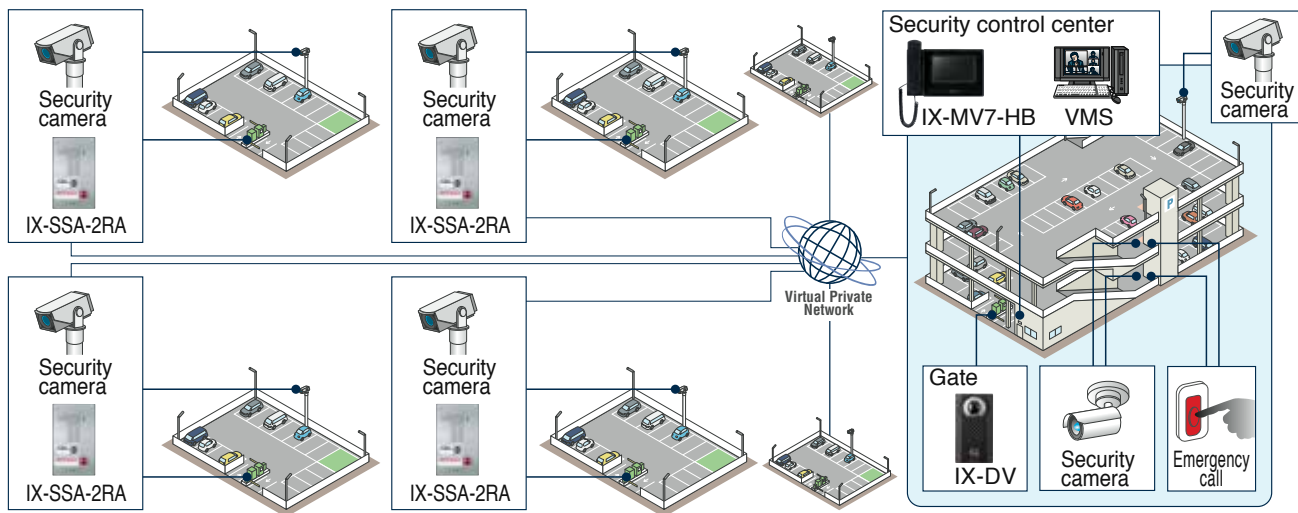 Security
camera
IX-SSA-2RA
Security
camera
IX-SSA-2RA
Security control center
IX-MV7-HB
VMS
Security
camera
P
Virtual Private
Network
Security
camera
IX-SSA-2RA
Security
camera
IX-SSA-2RA
Gate
IX-DV
Security
camera
Emergency
call